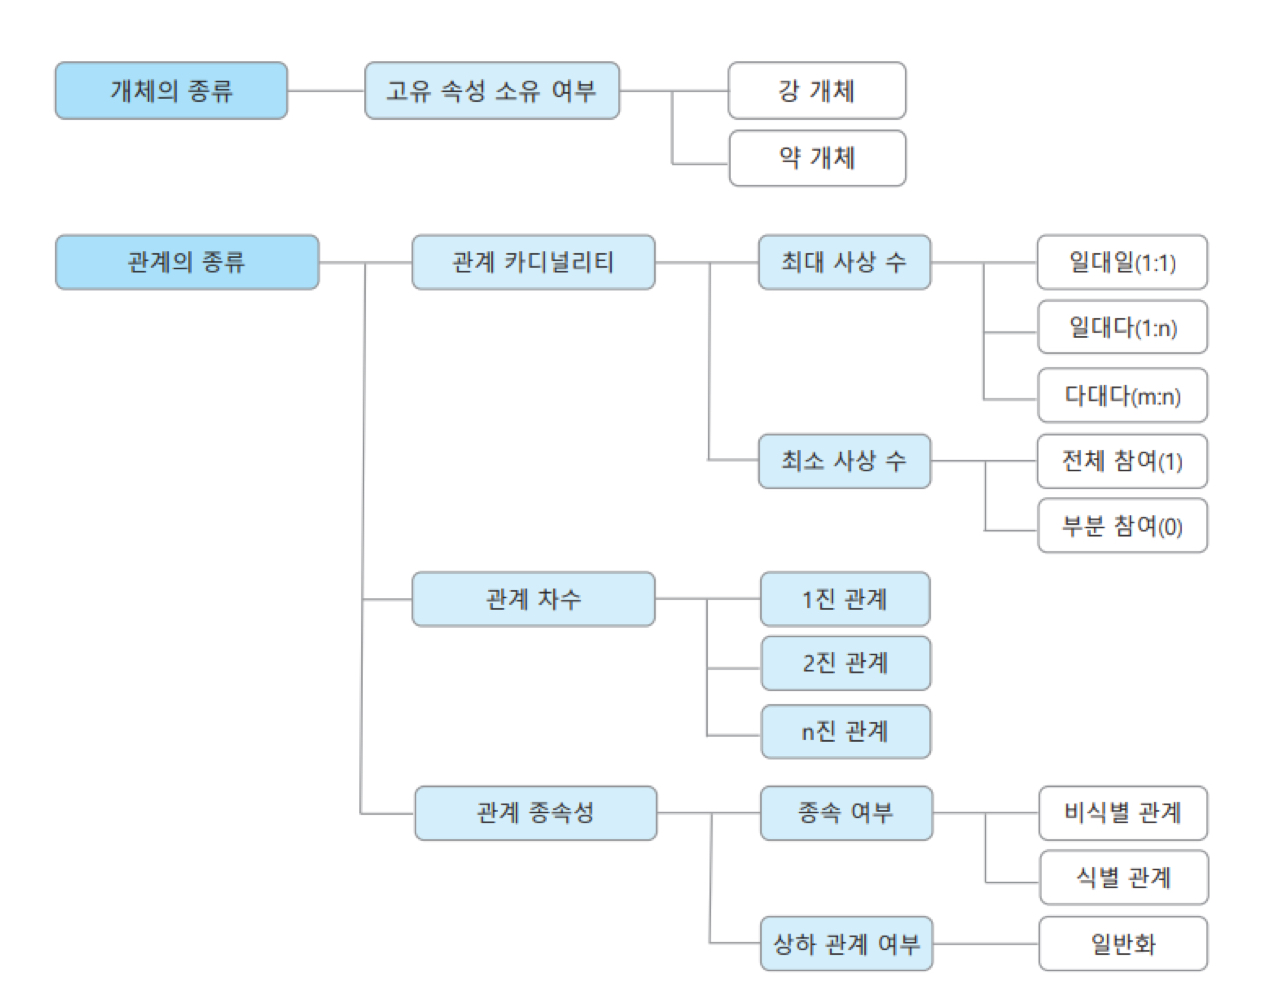 개체의 종류
고유 속성 소유 여부
강 개체
약 개체
관계의 종류
관계 카디널리티
최대 사상 수
일대일(1:1)
일대다(1:n)
다대다(m:n)
최소 사상 수
전체 참여(1)
부분 참여(0)
관계 차수
1진 관계
2진 관계
n진 관계
관계 종속성
종속 여부
비식별 관계
식별 관계
상하 관계 여부
일반화